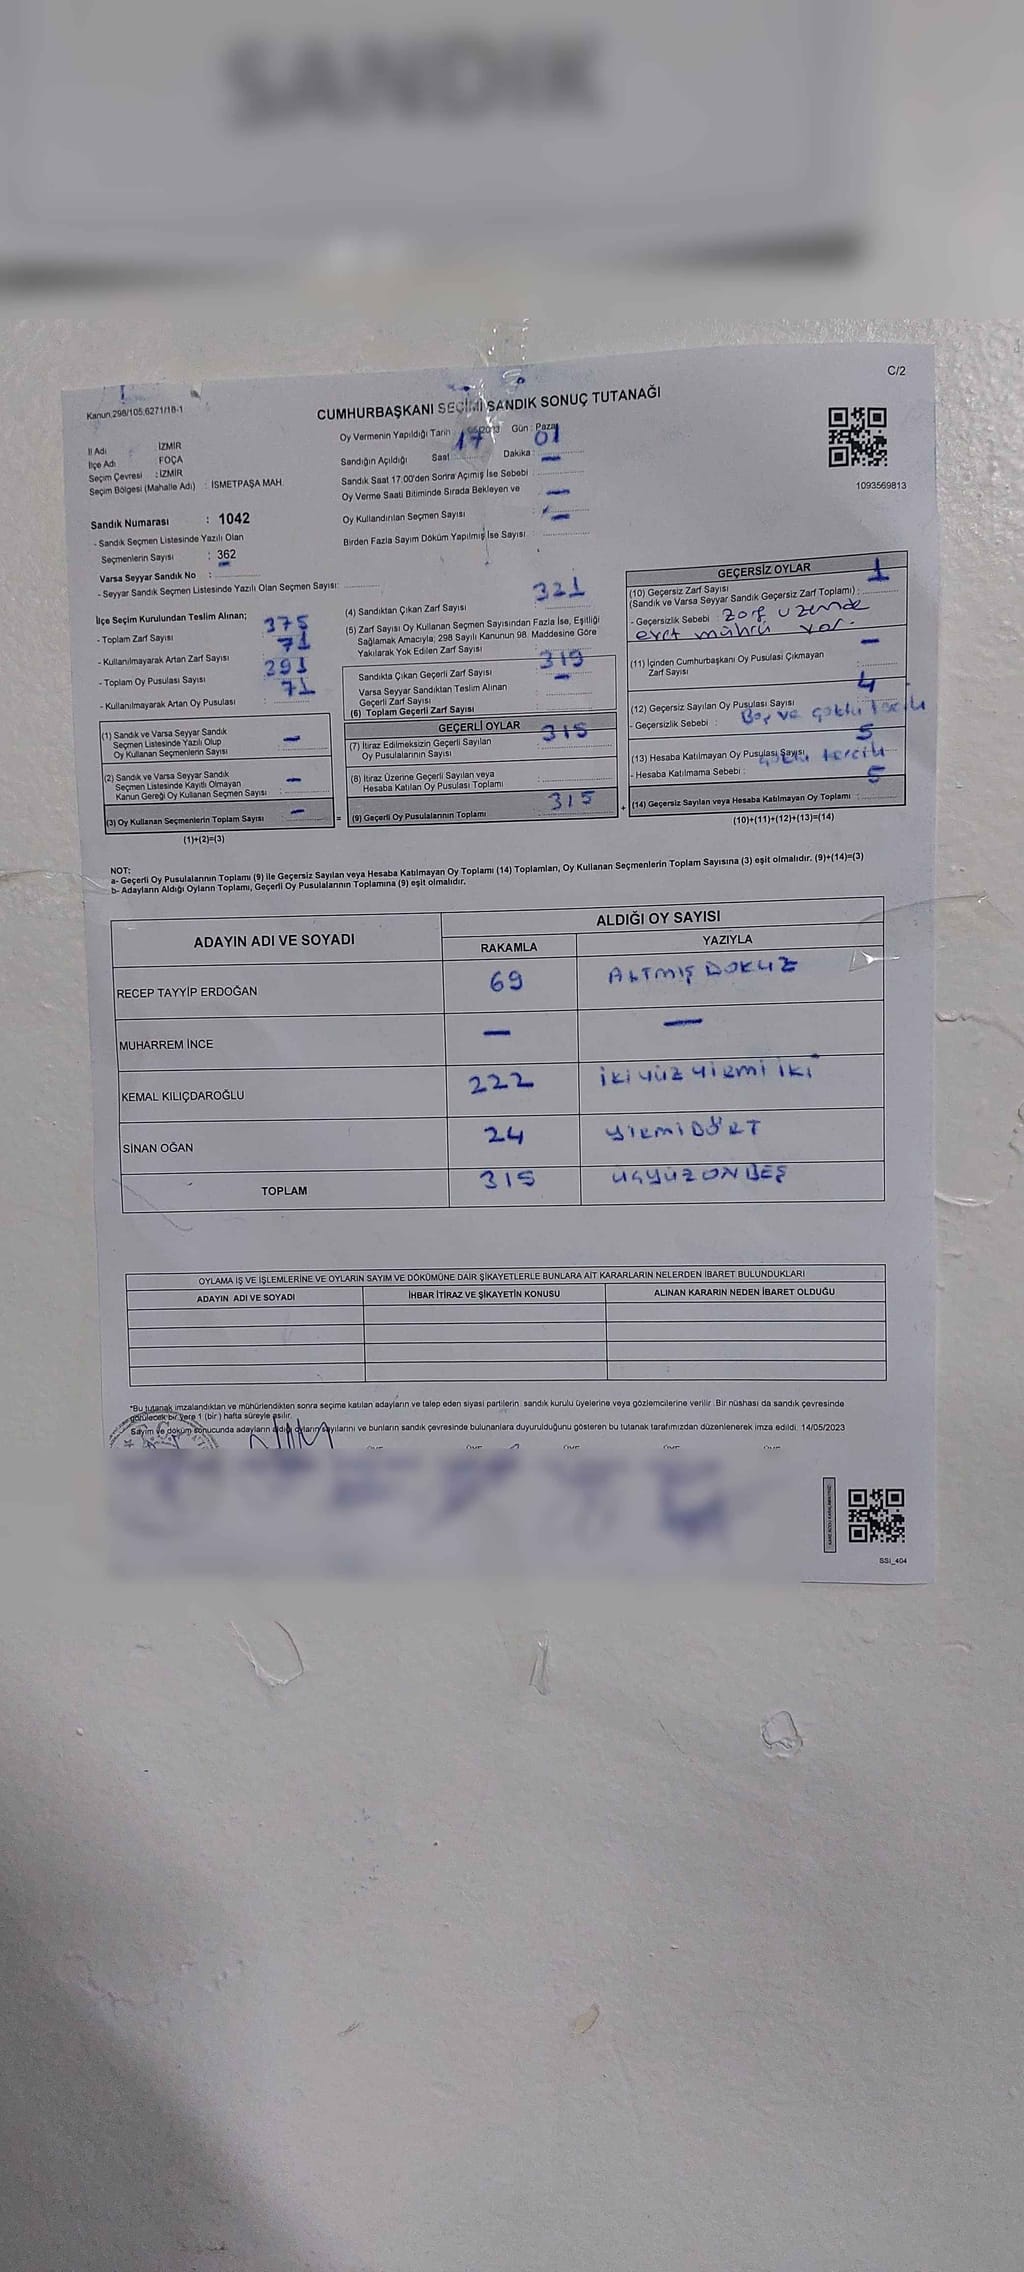 SANDIK
C/2
Kanun.298/105,6271/18-1
CUMHURBAŞKANI SEÇİMİ SANDIK SONUÇ TUTANAĞI
İl Adı : İZMİR
İlçe Adı : FOÇA
Seçim Çevresi : İZMİR
Seçim Bölgesi (Mahalle Adı) : İSMETPAŞA MAH.
Oy Vermenin Yapıldığı Tarih Gün : Pazar
Sandığın Açıldığı Saat 17 Dakika : 01
Sandık Saat 17.00'den Sonra Açımış İse Sebebi : —
Oy Verme Saati Bitiminde Sırada Bekleyen ve
Oy Kullandırılan Seçmen Sayısı : —
Birden Fazla Sayım Döküm Yapılmış İse Sayısı : —
1093569813
Sandık Numarası : 1042
- Sandık Seçmen Listesinde Yazılı Olan
Seçmenlerin Sayısı : 362
Varsa Seyyar Sandık No :
- Seyyar Sandık Seçmen Listesinde Yazılı Olan Seçmen Sayısı:
İlçe Seçim Kurulundan Teslim Alınan;
- Toplam Zarf Sayısı : 375
- Kullanılmayarak Artan Zarf Sayısı : 71
- Toplam Oy Pusulası Sayısı : 391
- Kullanılmayarak Artan Oy Pusulası : 71
(1) Sandık ve Varsa Seyyar Sandık
Seçmen Listesinde Yazılı Olup
Oy Kullanan Seçmenlerin Sayısı : —
(2) Sandık ve Varsa Seyyar Sandık
Seçmen Listesinde Kayıtlı Olmayan
Kanun Gereği Oy Kullanan Seçmen Sayısı : —
(3) Oy Kullanan Seçmenlerin Toplam Sayısı : —
(1)+(2)=(3)
=
(4) Sandıktan Çıkan Zarf Sayısı : 321
(5) Zarf Sayısı Oy Kullanan Seçmen Sayısından Fazla İse, Eşitliği
Sağlamak Amacıyla; 298 Sayılı Kanunun 98. Maddesine Göre
Yakılarak Yok Edilen Zarf Sayısı
Sandıkta Çıkan Geçerli Zarf Sayısı : 319
Varsa Seyyar Sandıktan Teslim Alınan
Geçerli Zarf Sayısı : —
(6) Toplam Geçerli Zarf Sayısı
GEÇERLİ OYLAR
(7) İtiraz Edilmeksizin Geçerli Sayılan
Oy Pusulalarının Sayısı : 315
(8) İtiraz Üzerine Geçerli Sayılan veya
Hesaba Katılan Oy Pusulası Toplamı :
(9) Geçerli Oy Pusulalarının Toplamı : 315
+
GEÇERSİZ OYLAR
(10) Geçersiz Zarf Sayısı
(Sandık ve Varsa Seyyar Sandık Geçersiz Zarf Toplamı) : 1
- Geçersizlik Sebebi : Zarf uzeinde
evet mührü var.
(11) İçinden Cumhurbaşkanı Oy Pusulası Çıkmayan
Zarf Sayısı : —
(12) Geçersiz Sayılan Oy Pusulası Sayısı : 4
- Geçersizlik Sebebi : Boş ve çoklu tercih
(13) Hesaba Katılmayan Oy Pusulası Sayısı : 5
- Hesaba Katılmama Sebebi : çoklu tercih
(14) Geçersiz Sayılan veya Hesaba Katılmayan Oy Toplamı : 5
(10)+(11)+(12)+(13)=(14)
NOT:
a- Geçerli Oy Pusulalarının Toplamı (9) ile Geçersiz Sayılan veya Hesaba Katılmayan Oy Toplamı (14) Toplamları, Oy Kullanan Seçmenlerin Toplam Sayısına (3) eşit olmalıdır. (9)+(14)=(3)
b- Adayların Aldığı Oyların Toplamı, Geçerli Oy Pusulalarının Toplamına (9) eşit olmalıdır.
ADAYIN ADI VE SOYADI ALDIĞI OY SAYISI
RAKAMLA YAZIYLA
RECEP TAYYİP ERDOĞAN 69 ALTMIŞ DOKUZ
MUHARREM İNCE — —
KEMAL KILIÇDAROĞLU 222 İKİ YÜZ YİRMİ İKİ
SİNAN OĞAN 24 YİRMİ DÖRT
TOPLAM 315 ÜÇYÜZ ON BEŞ
OYLAMA İŞ VE İŞLEMLERİNE VE OYLARIN SAYIM VE DÖKÜMÜNE DAİR ŞİKAYETLERLE BUNLARA AİT KARARLARIN NELERDEN İBARET BULUNDUKLARI
ADAYIN ADI VE SOYADI İHBAR İTİRAZ VE ŞİKAYETİN KONUSU ALINAN KARARIN NEDEN İBARET OLDUĞU
*Bu tutanak imzalandıktan ve mühürlendikten sonra seçime katılan adayların ve talep eden siyasi partilerin sandık kurulu üyelerine veya gözlemcilerine verilir. Bir nüshası da sandık çevresinde
görülecek bir yere 1 (bir) hafta süreyle asılır.
Sayım ve döküm sonucunda adayların aldığı oyların sayılarını ve bunların sandık çevresinde bulunanlara duyurulduğunu gösteren bu tutanak tarafımızdan düzenlenerek imza edildi. 14/05/2023
SSİ_404